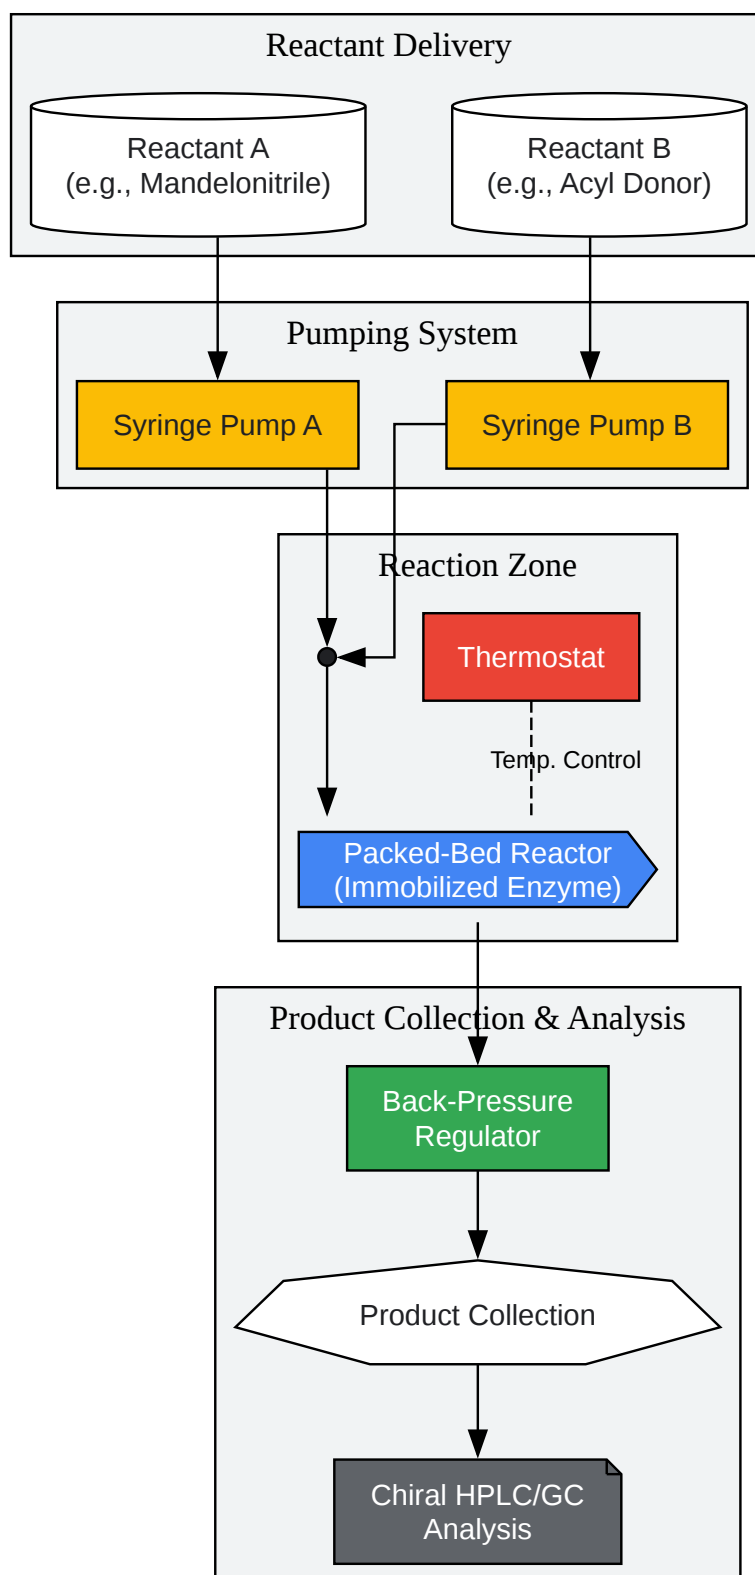 Reactant Delivery
Reactant A
(e.g., Mandelonitrile)
Reactant B
(e.g., Acyl Donor)
Pumping System
Syringe Pump A
Syringe Pump B
Reaction Zone
Thermostat
Temp. Control
Packed-Bed Reactor
(Immobilized Enzyme)
Product Collection & Analysis
Back-Pressure
Regulator
Product Collection
Chiral HPLC/GC
Analysis